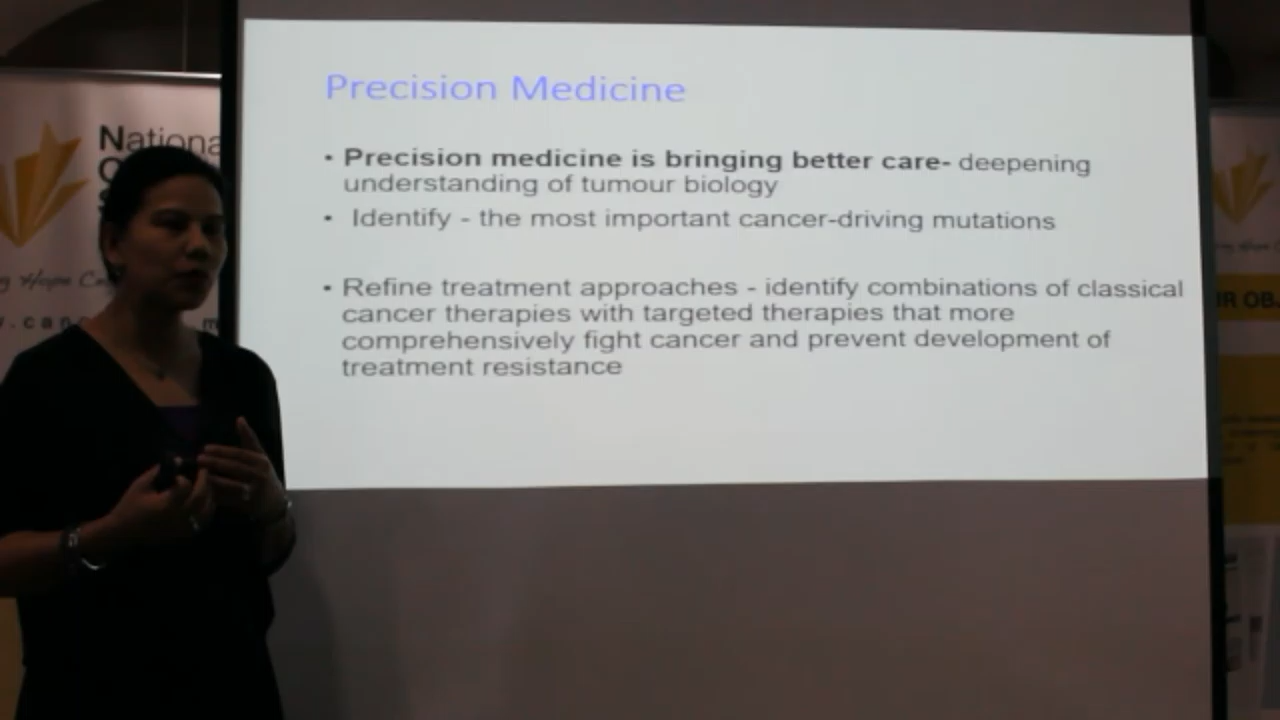 Precision Medicine
• Precision medicine is bringing better care- deepening
understanding of tumour biology
• Identify - the most important cancer-driving mutations
• Refine treatment approaches - identify combinations of classical
cancer therapies with targeted therapies that more
comprehensively fight cancer and prevent development of
treatment resistance
Nationa
Hope